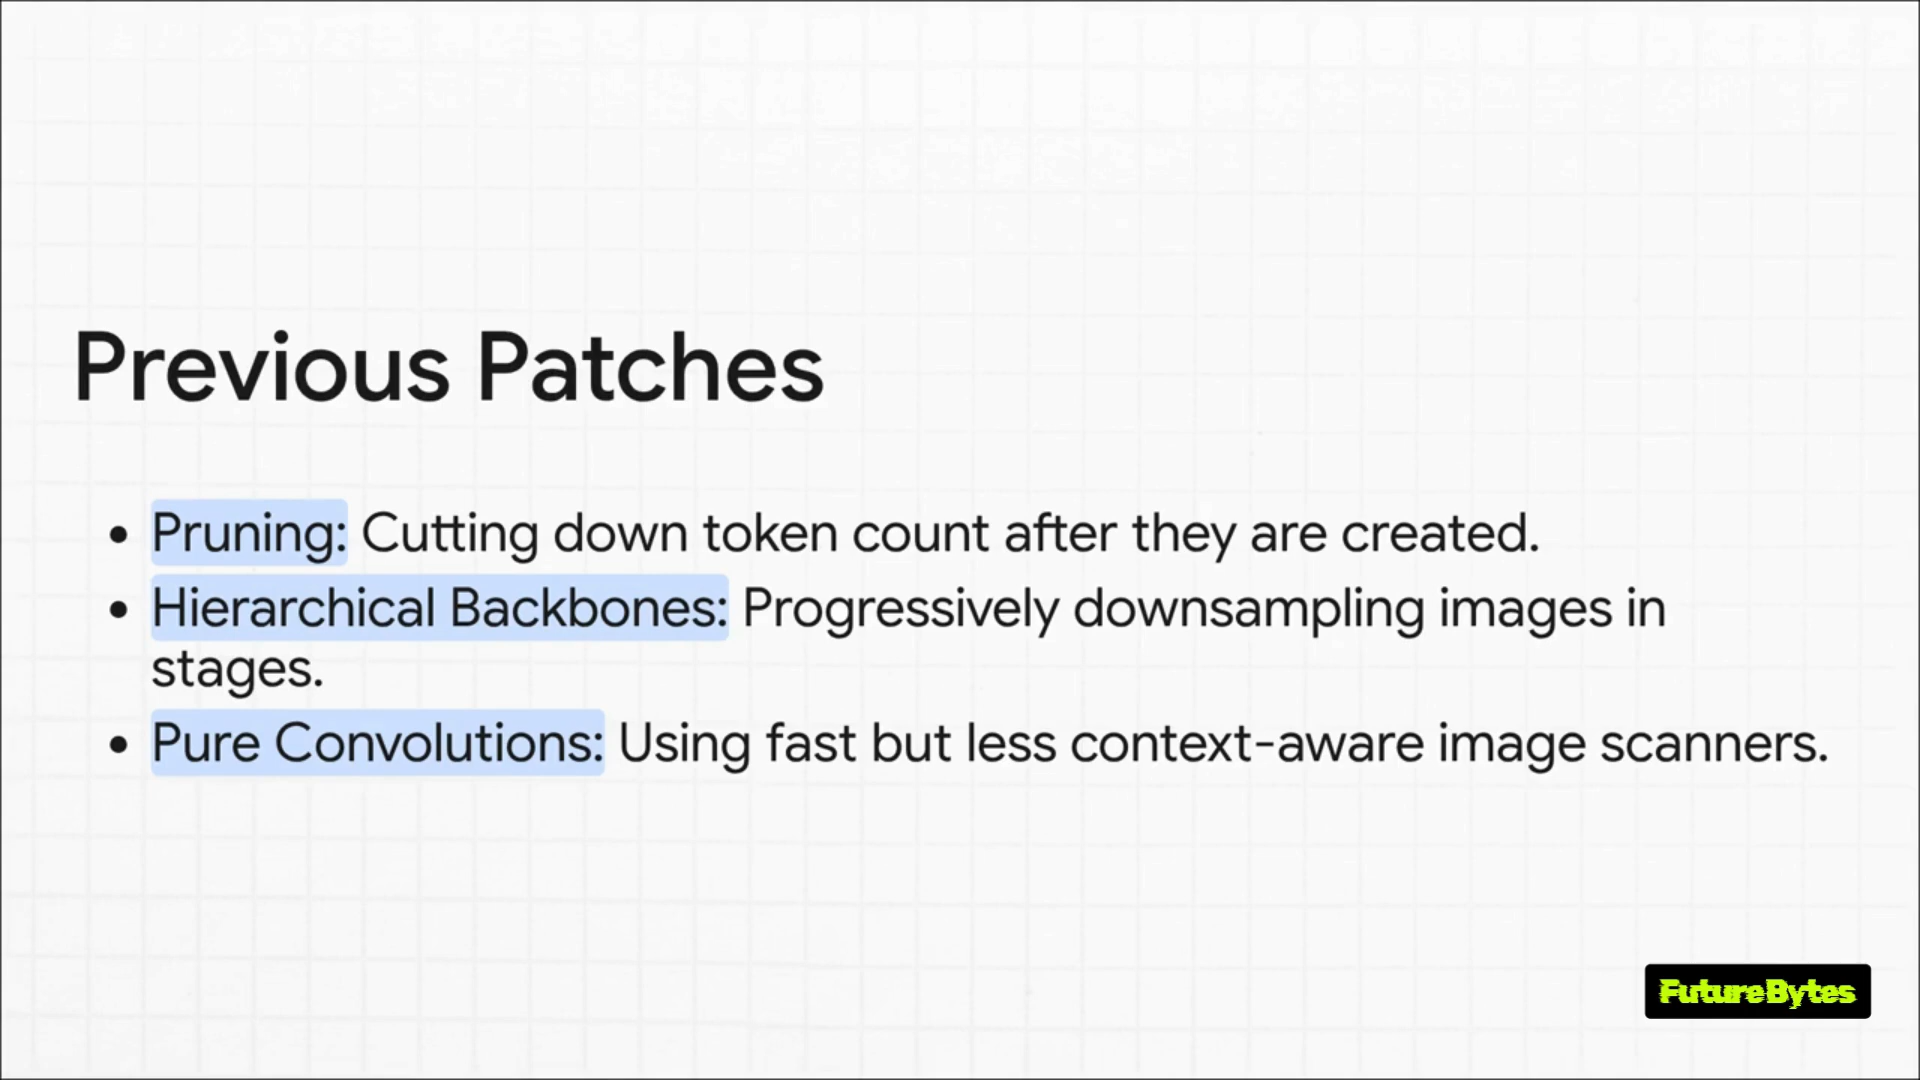 Previous Patches
• Pruning: Cutting down token count after they are created.
• Hierarchical Backbones: Progressively downsampling images in
stages.
• Pure Convolutions: Using fast but less context-aware image scanners.
FutureBytes